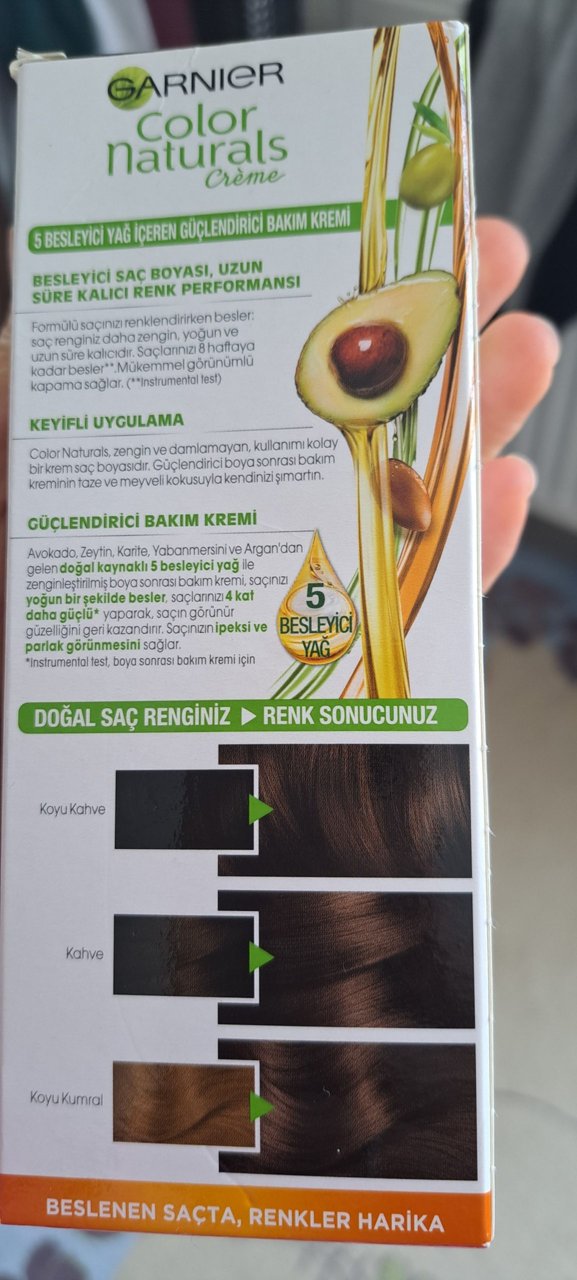 GARNIER
Color
Naturals
Crème
5 BESLEYİCİ YAĞ İÇEREN GÜÇLENDİRİCİ BAKIM KREMİ
BESLEYİCİ SAÇ BOYASI, UZUN
SÜRE KALICI RENK PERFORMANSI
Formülü saçınızı renklendirirken besler:
saç renginiz daha zengin, yoğun ve
uzun süre kalıcıdır. Saçlarınızı 8 haftaya
kadar besler**.Mükemmel görünümlü
kapama sağlar. (**Instrumental test)
KEYİFLİ UYGULAMA
Color Naturals, zengin ve damlamayan, kullanımı kolay
bir krem saç boyasıdır. Güçlendirici boya sonrası bakım
kreminin taze ve meyveli kokusuyla kendinizi şımartın.
GÜÇLENDİRİCİ BAKIM KREMİ
Avokado, Zeytin, Karite, Yabanmersini ve Argan'dan
gelen doğal kaynaklı 5 besleyici yağ ile
zenginleştirilmiş boya sonrası bakım kremi, saçınızı
yoğun bir şekilde besler, saçlarınızı 4 kat
daha güçlü* yaparak, saçın görünür
güzelliğini geri kazandırır. Saçınızın ipeksi ve
parlak görünmesini sağlar.
*Instrumental test, boya sonrası bakım kremi için
5
BESLEYİCİ
YAĞ
DOĞAL SAÇ RENGİNİZ ▶ RENK SONUCUNUZ
Koyu Kahve
Kahve
Koyu Kumral
BESLENEN SAÇTA, RENKLER HARİKA